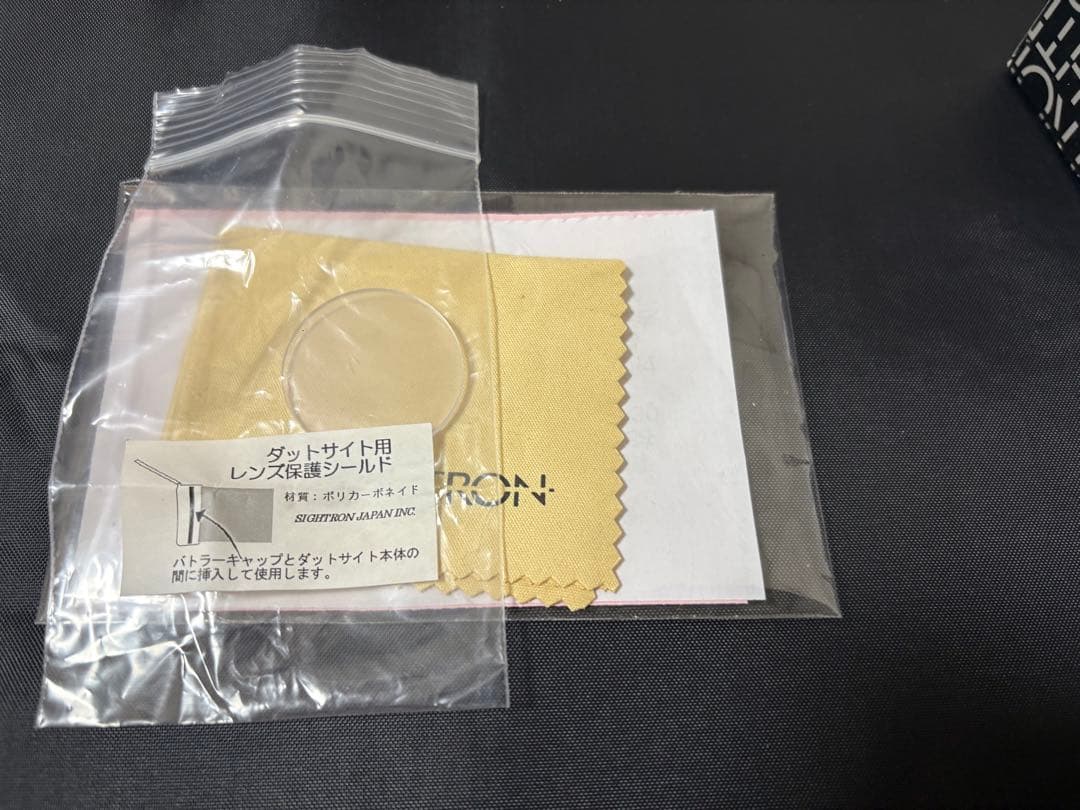 ダットサイト用
レンズ保護シールド
材質：ポリカーボネイド
SIGHTRON JAPAN INC.
バトラーキャップとダットサイト本体の
間に挿入して使用します。
TRON